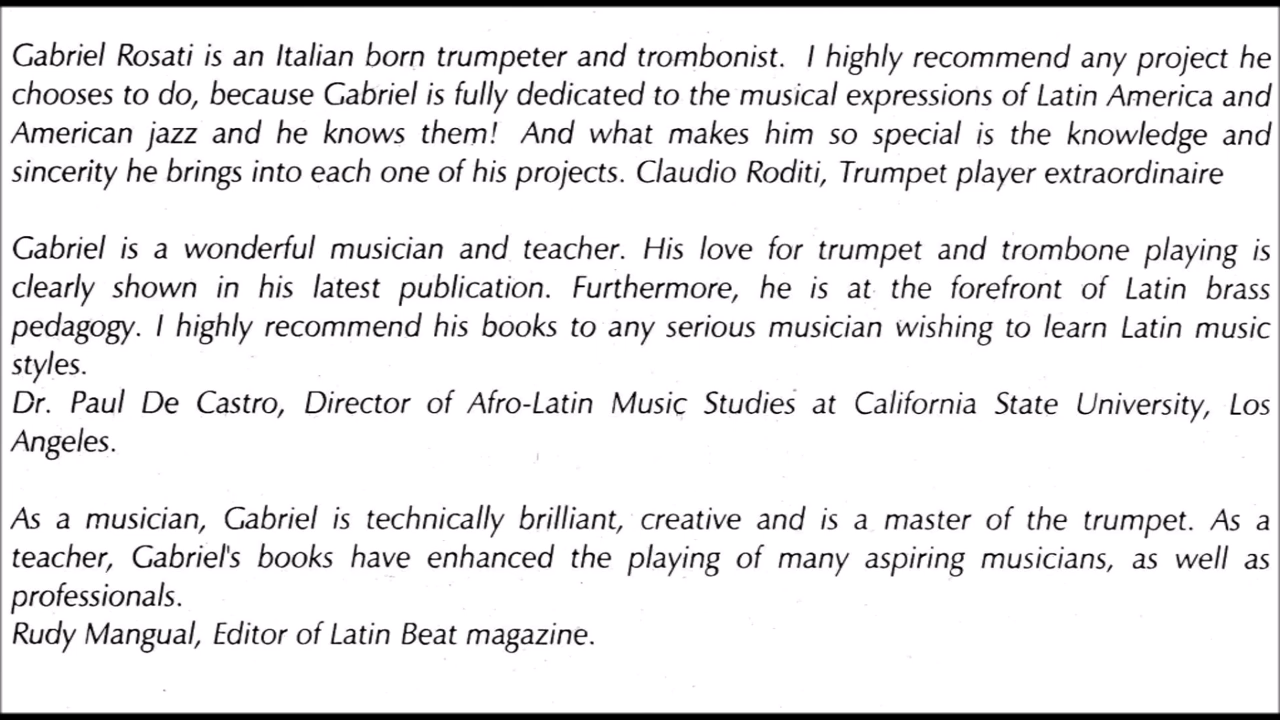 Gabriel Rosati is an Italian born trumpeter and trombonist. I highly recommend any project he
chooses to do, because Gabriel is fully dedicated to the musical expressions of Latin America and
American jazz and he knows them! And what makes him so special is the knowledge and
sincerity he brings into each one of his projects. Claudio Roditi, Trumpet player extraordinaire
Gabriel is a wonderful musician and teacher. His love for trumpet and trombone playing is
clearly shown in his latest publication. Furthermore, he is at the forefront of Latin brass
pedagogy. I highly recommend his books to any serious musician wishing to learn Latin music
styles.
Dr. Paul De Castro, Director of Afro-Latin Music Studies at California State University, Los
Angeles.
As a musician, Gabriel is technically brilliant, creative and is a master of the trumpet. As a
teacher, Gabriel's books have enhanced the playing of many aspiring musicians, as well as
professionals.
Rudy Mangual, Editor of Latin Beat magazine.